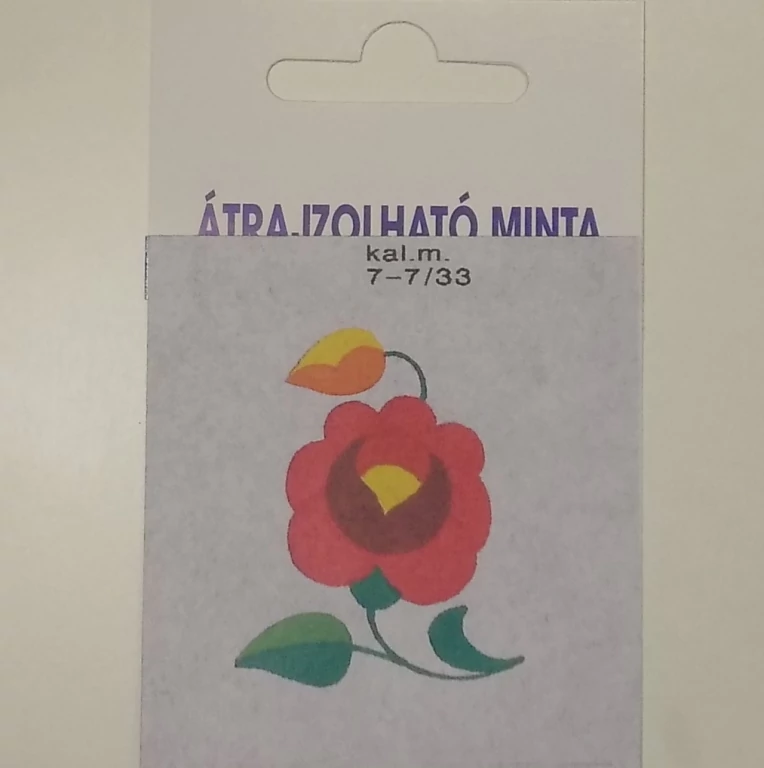 ÁTRAJZOLHATÓ MINTA
kal.m.
7-7/33